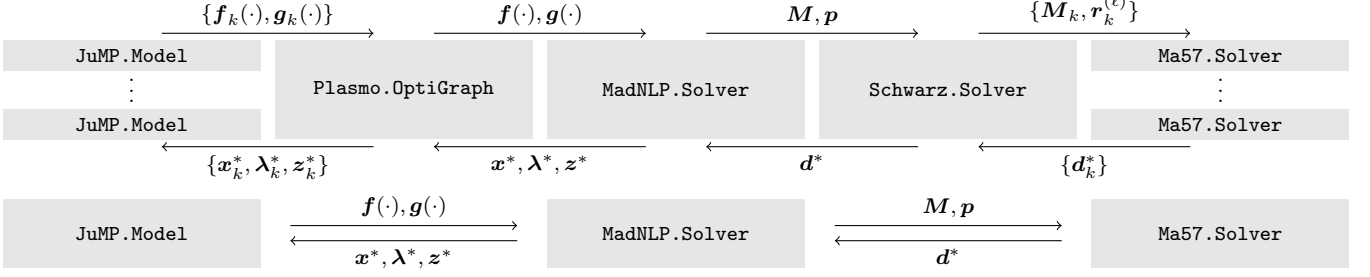 {f_k(·), g_k(·)} f(·), g(·) M, p {M_k, r_k^(ℓ)}
JuMP.Model Ma57.Solver
⋮ Plasmo.OptiGraph MadNLP.Solver Schwarz.Solver ⋮
JuMP.Model Ma57.Solver
{x_k^*, λ_k^*, z_k^*} x^*, λ^*, z^* d^* {d_k^*}
f(·), g(·) M, p
JuMP.Model MadNLP.Solver Ma57.Solver
x^*, λ^*, z^* d^*